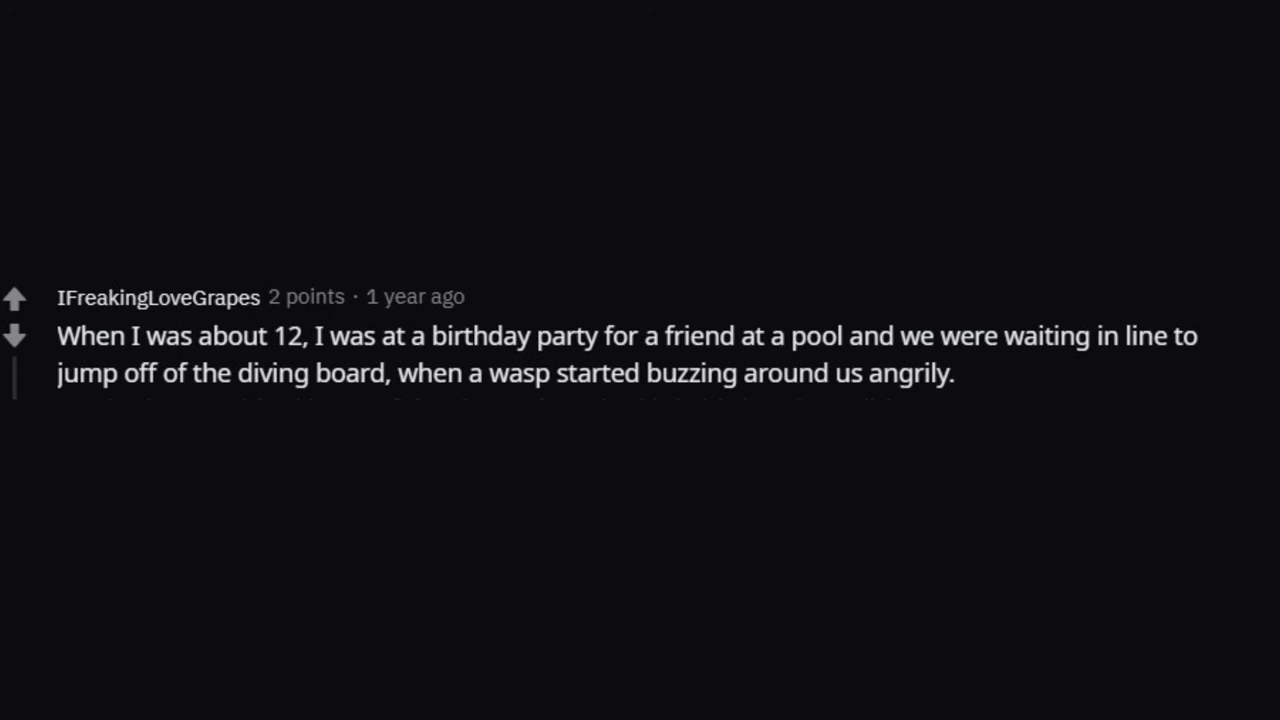 IFreakingLoveGrapes 2 points · 1 year ago
When I was about 12, I was at a birthday party for a friend at a pool and we were waiting in line to
jump off of the diving board, when a wasp started buzzing around us angrily.